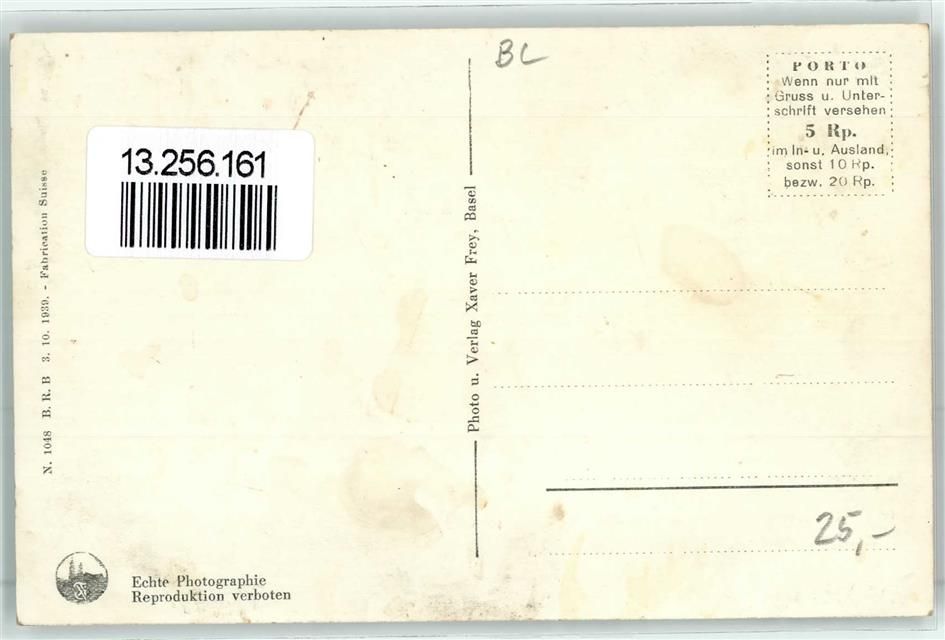 BL
PORTO
Wenn nur mit
Gruss u. Unter-
schrift versehen
5 Rp.
im In- u. Ausland,
sonst 10 Rp.
bezw. 20 Rp.
13.256.161
N. 1048 B. R. B 3. 10. 1939. - Fabrication Suisse
Photo u. Verlag Xaver Frey, Basel
25,-
Echte Photographie
Reproduktion verboten